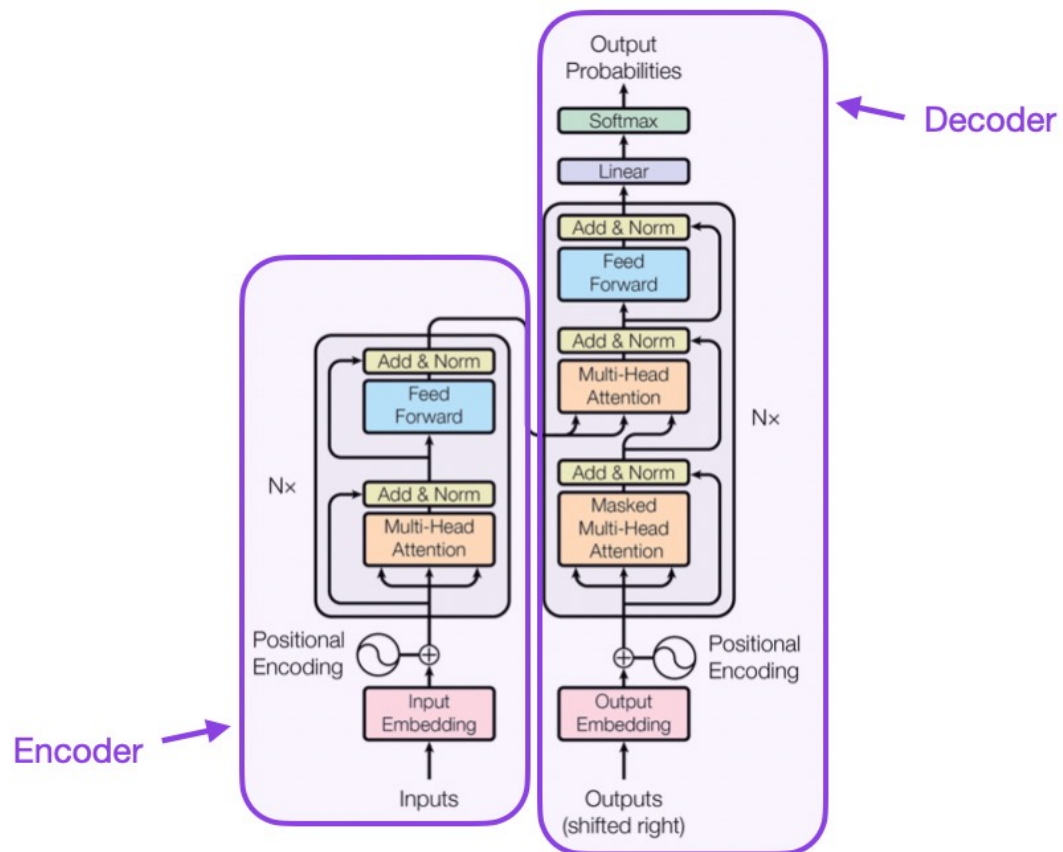 Output
Probabilities
Softmax
Linear
Add & Norm
Feed
Forward
Add & Norm
Multi-Head
Attention
Add & Norm
Masked
Multi-Head
Attention
N×
Positional
Encoding
Output
Embedding
Outputs
(shifted right)
Decoder
Add & Norm
Feed
Forward
Add & Norm
Multi-Head
Attention
N×
Positional
Encoding
Input
Embedding
Inputs
Encoder